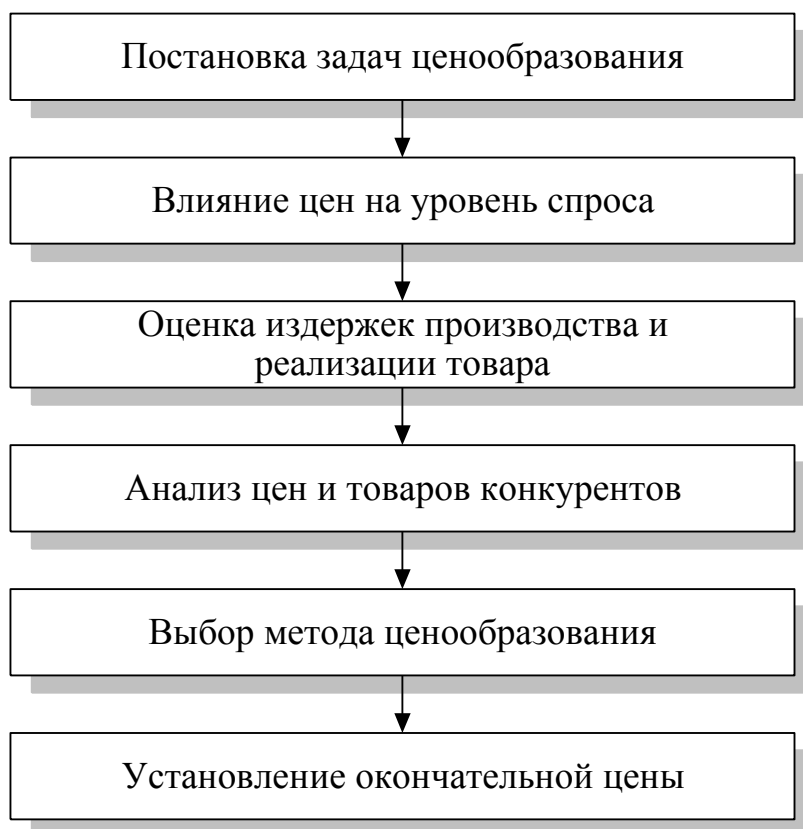 Постановка задач ценообразования
Влияние цен на уровень спроса
Оценка издержек производства и
реализации товара
Анализ цен и товаров конкурентов
Выбор метода ценообразования
Установление окончательной цены